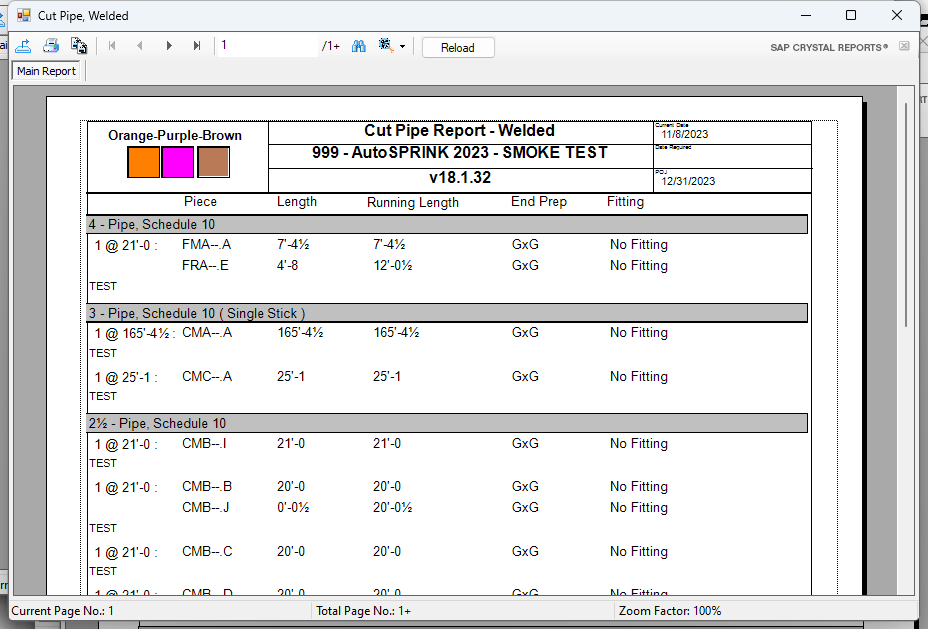 Cut Pipe, Welded
1 /1+ Reload SAP CRYSTAL REPORTS®
Main Report
Orange-Purple-Brown
Cut Pipe Report - Welded
Current Date
11/8/2023
999 - AutoSPRINK 2023 - SMOKE TEST
Date Required
v18.1.32
12/31/2023
Piece Length Running Length End Prep Fitting
4 - Pipe, Schedule 10
1 @ 21'-0 : FMA--.A 7'-4½ 7'-4½ GxG No Fitting
FRA--.E 4'-8 12'-0½ GxG No Fitting
TEST
3 - Pipe, Schedule 10 ( Single Stick )
1 @ 165'-4½ : CMA--.A 165'-4½ 165'-4½ GxG No Fitting
TEST
1 @ 25'-1 : CMC--.A 25'-1 25'-1 GxG No Fitting
TEST
2½ - Pipe, Schedule 10
1 @ 21'-0 : CMB--.I 21'-0 21'-0 GxG No Fitting
TEST
1 @ 21'-0 : CMB--.B 20'-0 20'-0 GxG No Fitting
CMB--.J 0'-0½ 20'-0½ GxG No Fitting
TEST
1 @ 21'-0 : CMB--.C 20'-0 20'-0 GxG No Fitting
TEST
1 @ 21'-0 : CMB--.D 20'-0 20'-0 GxG No Fitting
Current Page No.: 1 Total Page No.: 1+ Zoom Factor: 100%